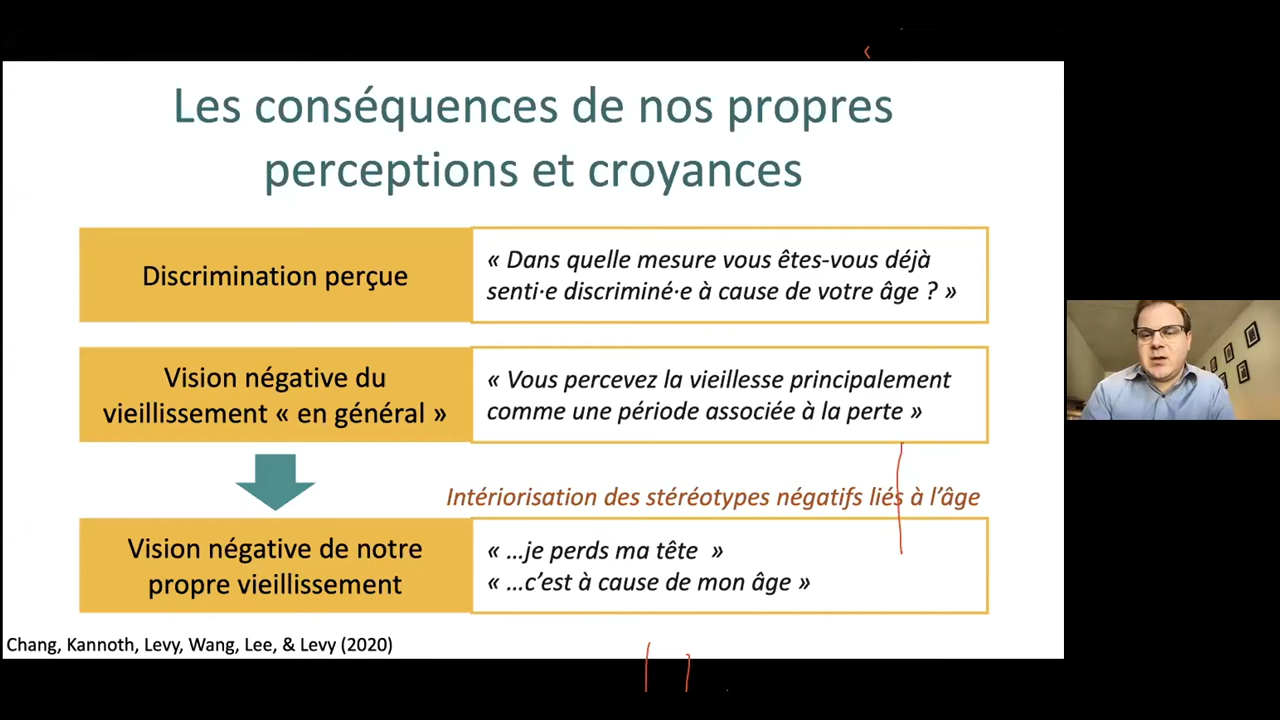 Les conséquences de nos propres
perceptions et croyances
Discrimination perçue
« Dans quelle mesure vous êtes-vous déjà
senti·e discriminé·e à cause de votre âge ? »
Vision négative du
vieillissement « en général »
« Vous percevez la vieillesse principalement
comme une période associée à la perte »
Intériorisation des stéréotypes négatifs liés à l’âge
Vision négative de notre
propre vieillissement
« …je perds ma tête  »
« …c’est à cause de mon âge »
Chang, Kannoth, Levy, Wang, Lee, & Levy (2020)